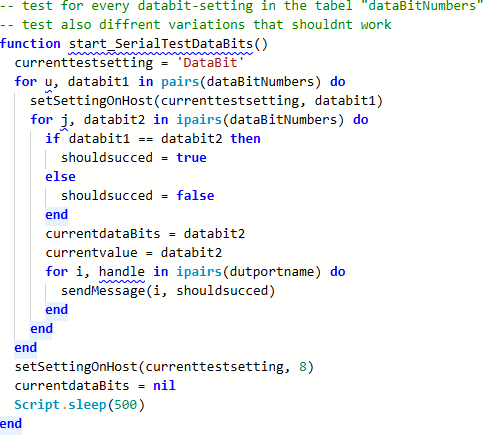 -- test for every databit-setting in the tabel "dataBitNumbers"
-- test also diffrent variations that shouldnt work
function start_SerialTestDataBits()
currenttestsetting = 'DataBit'
for u, databit1 in pairs(dataBitNumbers) do
setSettingOnHost(currenttestsetting, databit1)
for j, databit2 in ipairs(dataBitNumbers) do
if databit1 == databit2 then
shouldsucced = true
else
shouldsucced = false
end
currentdataBits = databit2
currentvalue = databit2
for i, handle in ipairs(dutportname) do
sendMessage(i, shouldsucced)
end
end
end
setSettingOnHost(currenttestsetting, 8)
currentdataBits = nil
Script.sleep(500)
end